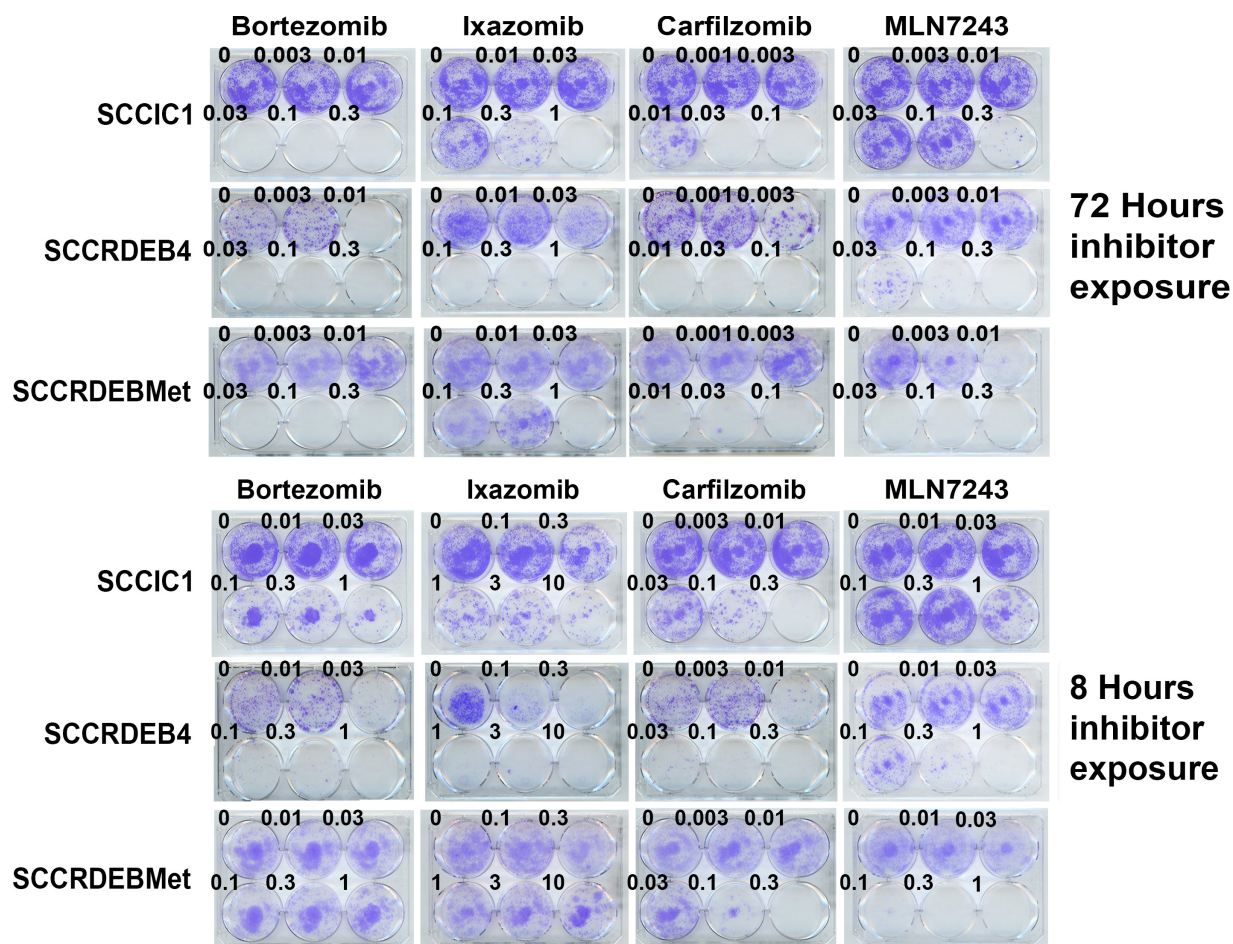 Bortezomib Ixazomib Carfilzomib MLN7243
0 0.003 0.01 0 0.01 0.03 0 0.001 0.003 0 0.003 0.01
SCCIC1 0.03 0.1 0.3 0.1 0.3 1 0.01 0.03 0.1 0.03 0.1 0.3
0 0.003 0.01 0 0.01 0.03 0 0.001 0.003 0 0.003 0.01
SCCRDEB4 0.03 0.1 0.3 0.1 0.3 1 0.01 0.03 0.1 0.03 0.1 0.3
72 Hours
inhibitor
exposure
0 0.003 0.01 0 0.01 0.03 0 0.001 0.003 0 0.003 0.01
SCCRDEBMet 0.03 0.1 0.3 0.1 0.3 1 0.01 0.03 0.1 0.03 0.1 0.3
Bortezomib Ixazomib Carfilzomib MLN7243
0 0.01 0.03 0 0.1 0.3 0 0.003 0.01 0 0.01 0.03
SCCIC1 0.1 0.3 1 1 3 10 0.03 0.1 0.3 0.1 0.3 1
0 0.01 0.03 0 0.1 0.3 0 0.003 0.01 0 0.01 0.03
SCCRDEB4 0.1 0.3 1 1 3 10 0.03 0.1 0.3 0.1 0.3 1
8 Hours
inhibitor
exposure
0 0.01 0.03 0 0.1 0.3 0 0.003 0.01 0 0.01 0.03
SCCRDEBMet 0.1 0.3 1 1 3 10 0.03 0.1 0.3 0.1 0.3 1